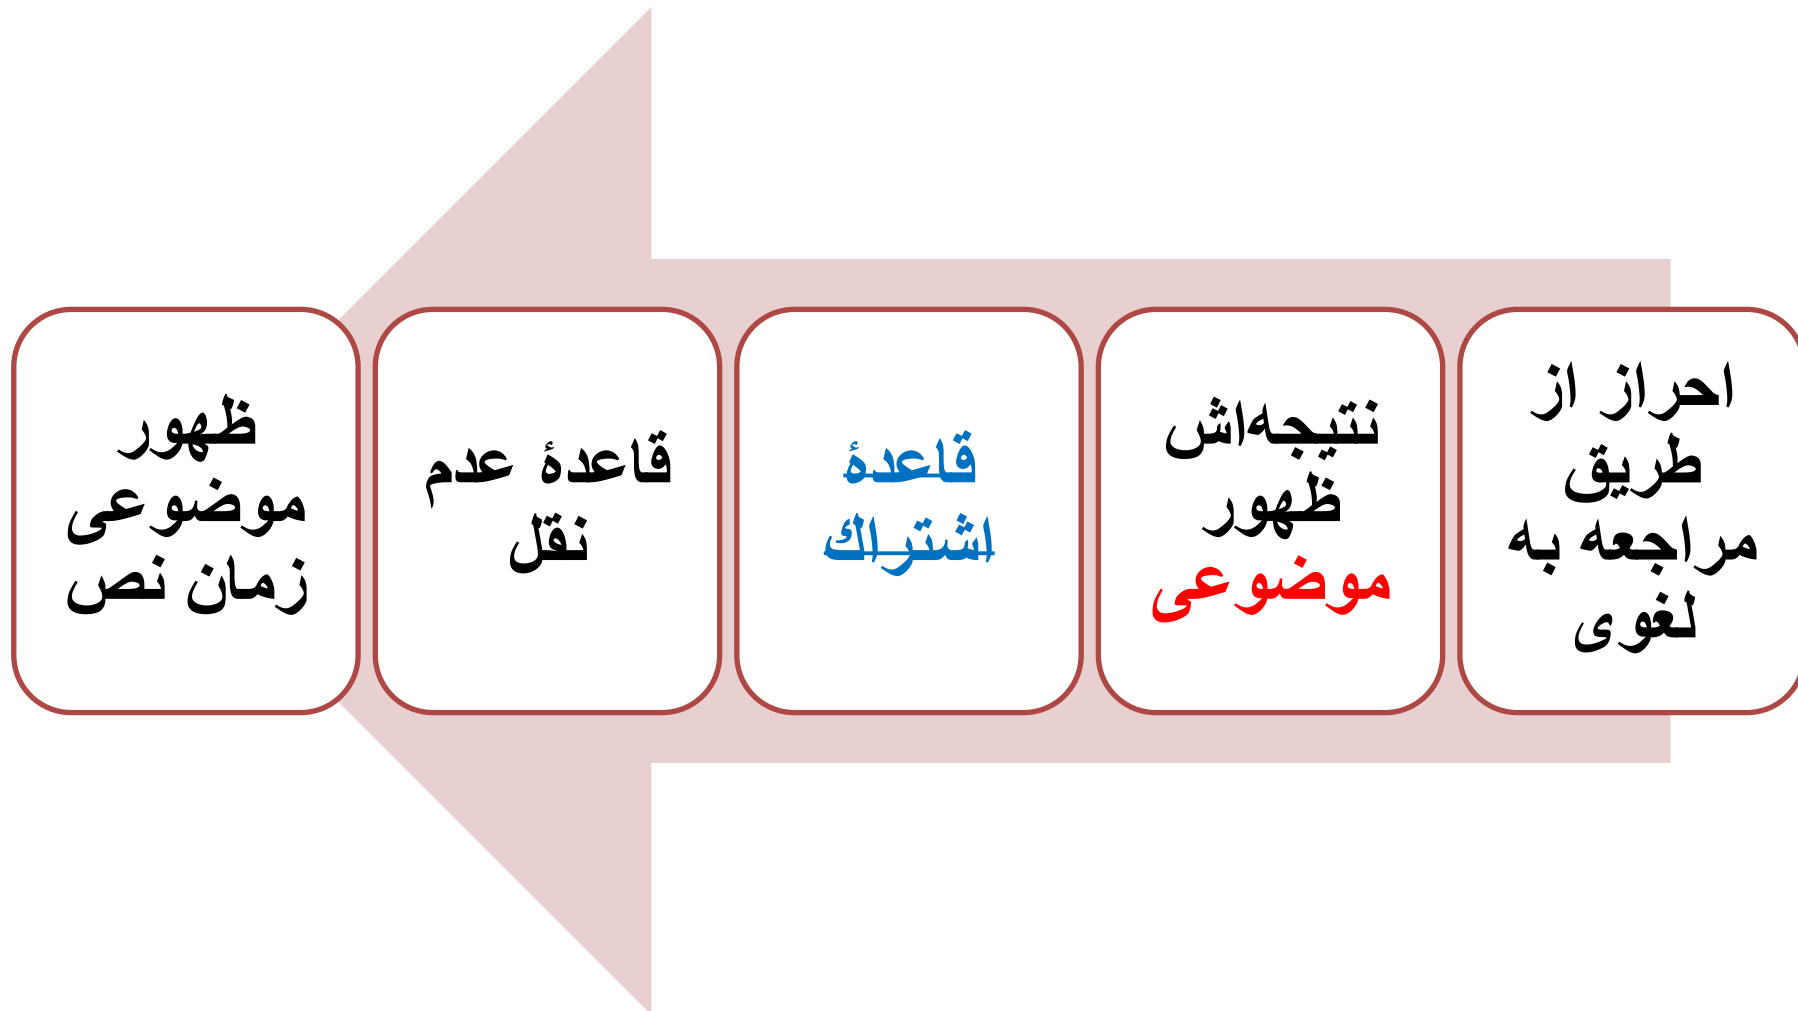 احراز از
طریق
مراجعه به
لغوی
نتیجه‌اش
ظهور
موضوعی
قاعدۀ
اشتراك
قاعدۀ عدم
نقل
ظهور
موضوعی
زمان نص